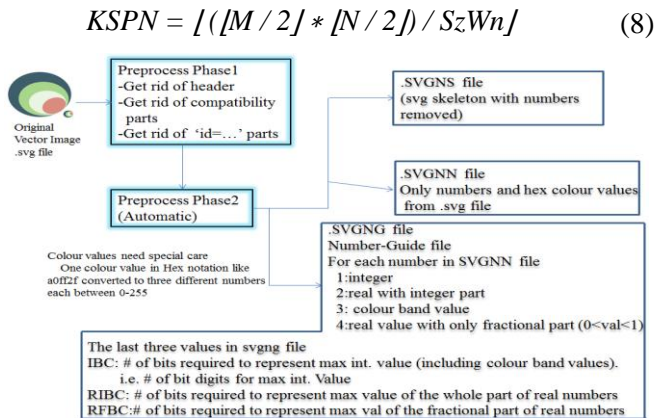 KSPN = ⌊(⌊M / 2⌋ * ⌊N / 2⌋) / SzWn⌋ (8)
Original
Vector Image
.svg file
Preprocess Phase1
-Get rid of header
-Get rid of compatibility
parts
-Get rid of ‘id=…’ parts
.SVGNS file
(svg skeleton with numbers
removed)
Preprocess Phase2
(Automatic)
.SVGNN file
Only numbers and hex colour values
from .svg file
Colour values need special care
One colour value in Hex notation like
a0ff2f converted to three different numbers
each between 0-255
.SVGNG file
Number-Guide file
For each number in SVGNN file
1:integer
2:real with integer part
3: colour band value
4:real value with only fractional part (0<val<1)
The last three values in svgng file
IBC: # of bits required to represent max int. value (including colour band values).
i.e. # of bit digits for max int. Value
RIBC: # of bits required to represent max value of the whole part of real numbers
RFBC:# of bits required to represent max val of the fractional part of real numbers